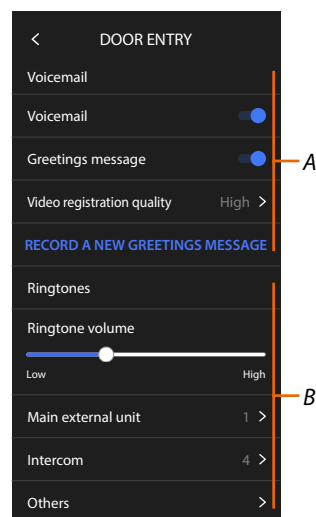 DOOR ENTRY
Voicemail
Voicemail
Greetings message
A
Video registration quality High
RECORD A NEW GREETINGS MESSAGE
Ringtones
Ringtone volume
Low High
B
Main external unit 1
Intercom 4
Others